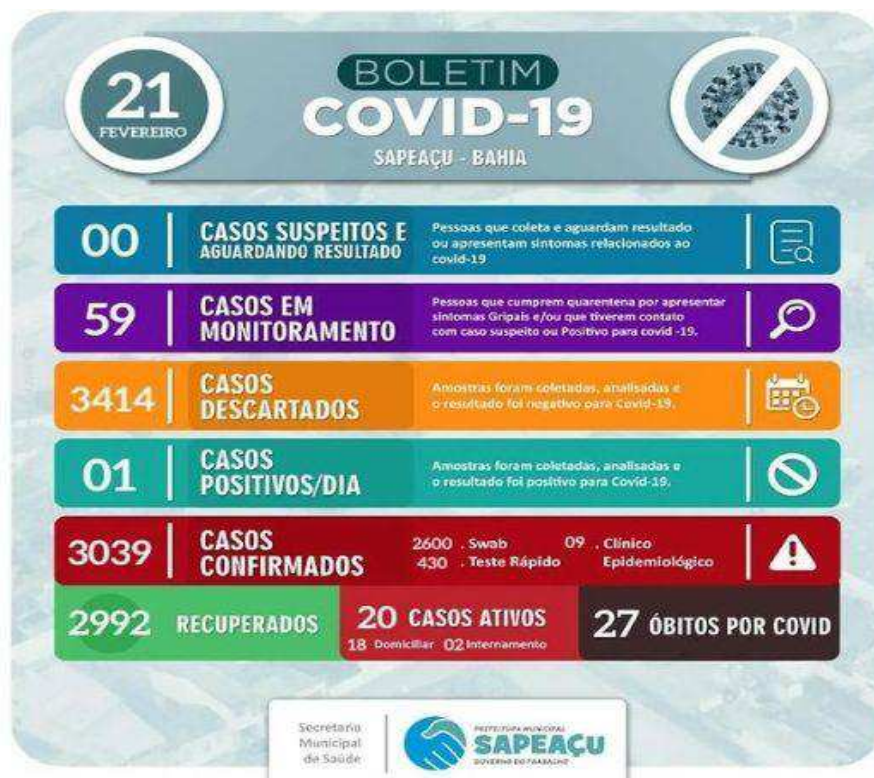 21
FEVEREIRO
BOLETIM
COVID-19
SAPEAÇU - BAHIA
00
CASOS SUSPEITOS E
AGUARDANDO RESULTADO
Pessoas que coleta e aguardam resultado
ou apresentam sintomas relacionados ao
covid-19
59
CASOS EM
MONITORAMENTO
Pessoas que cumprem quarentena por apresentar
sintomas Gripais e/ou que tiverem contato
com caso suspeito ou Positivo para covid -19.
3414
CASOS
DESCARTADOS
Amostras foram coletadas, analisadas e
o resultado foi negativo para Covid-19.
01
CASOS
POSITIVOS/DIA
Amostras foram coletadas, analisadas e
o resultado foi positivo para Covid-19.
3039
CASOS
CONFIRMADOS
2600 . Swab
430 . Teste Rápido
09 . Clínico
Epidemiológico
2992 RECUPERADOS
20 CASOS ATIVOS
18 Domiciliar 02 Internamento
27 ÓBITOS POR COVID
Secretaria
Municipal
de Saúde
PREFEITURA MUNICIPAL
SAPEAÇU
GOVERNO DO TRABALHO